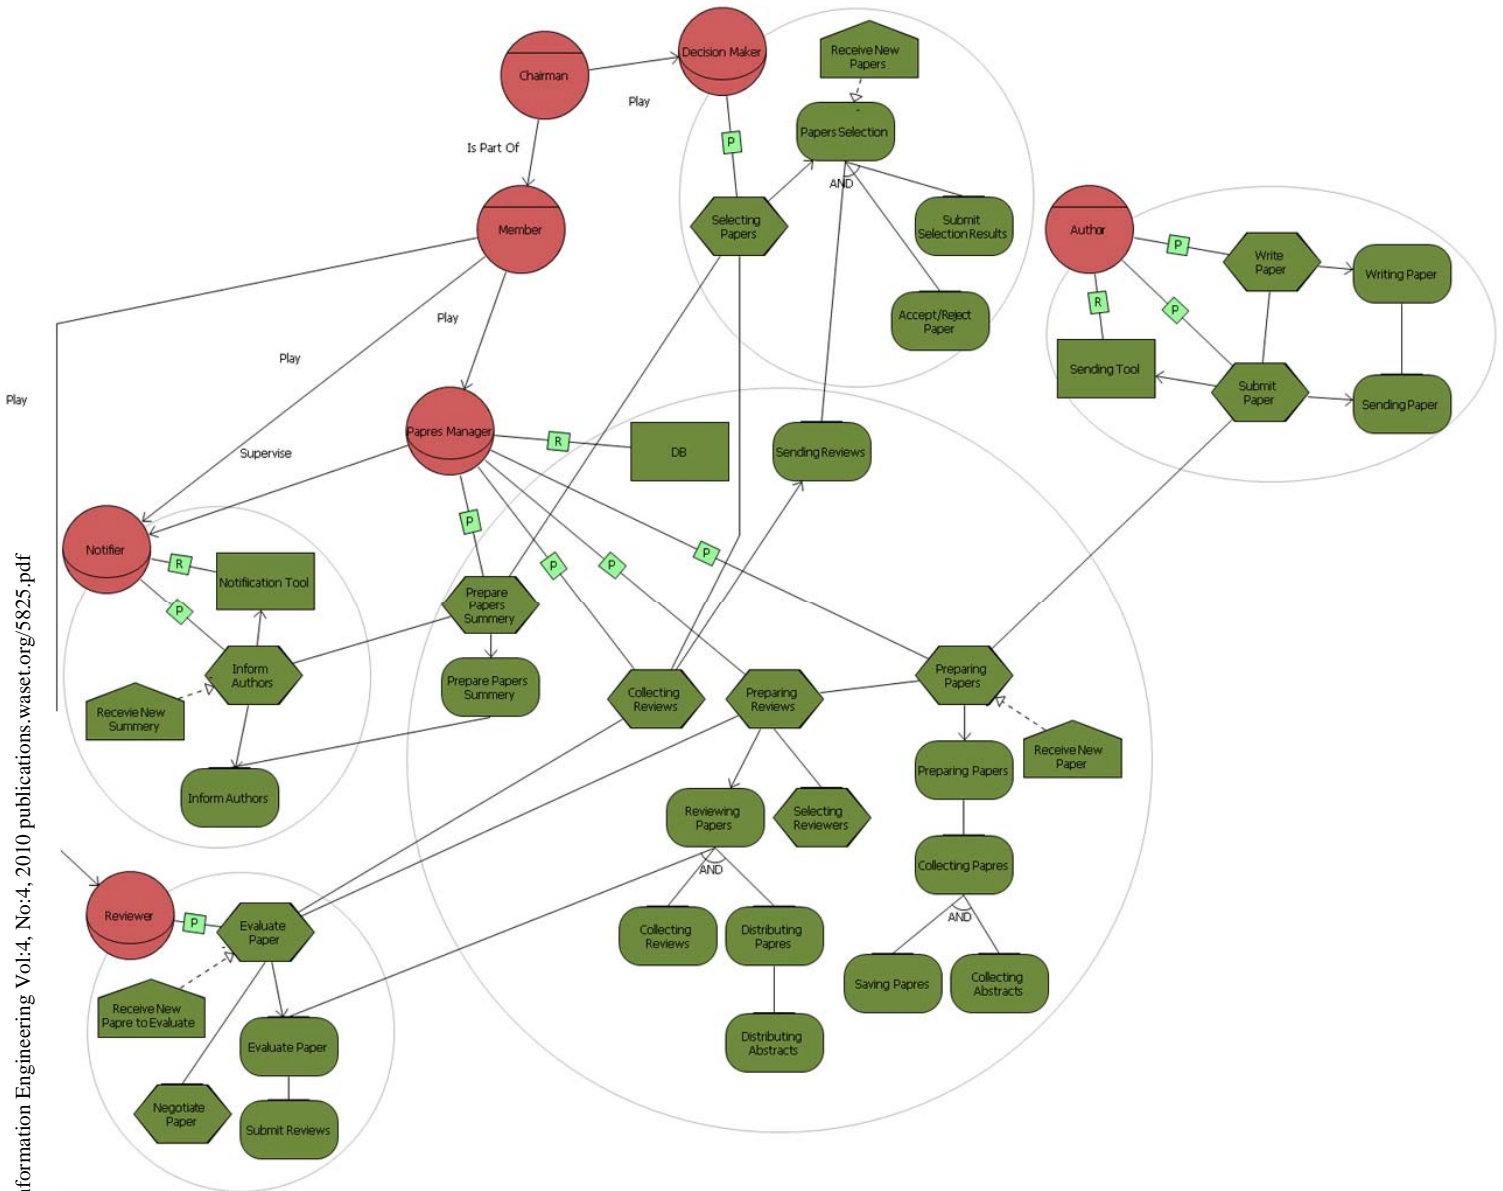 Decision Maker
Receive New
Papers
Chairman
Play
P
Papers Selection
Is Part Of
AND
Member
Selecting
Papers
Submit
Selection Results
Author
P
Write
Paper
Writing Paper
R
P
Play
Accept/Reject
Paper
Play
Sending Tool
Submit
Paper
Sending Paper
Play
Papres Manager
R
DB
Sending Reviews
Supervise
P
Notifier
R
Notifiication Tool
P
P
P
P
Prepare
Papers
Summery
Inform
Authors
Prepare Papers
Summery
Collecting
Reviews
Preparing
Reviews
Preparing
Papers
Recevie New
Summery
Receive New
Paper
Preparing Papers
Inform Authors
Reviewing
Papers
Selecting
Reviewers
AND
Collecting Papres
AND
Reviewer
P
Evaluate
Paper
Collecting
Reviews
Distributing
Papres
Saving Papres
Collecting
Abstracts
Receive New
Papre to Evaluate
Evaluate Paper
Distributing
Abstracts
Negotiate
Paper
Submit Reviews
formation Engineering Vol:4, No:4, 2010 publications.waset.org/5825.pdf